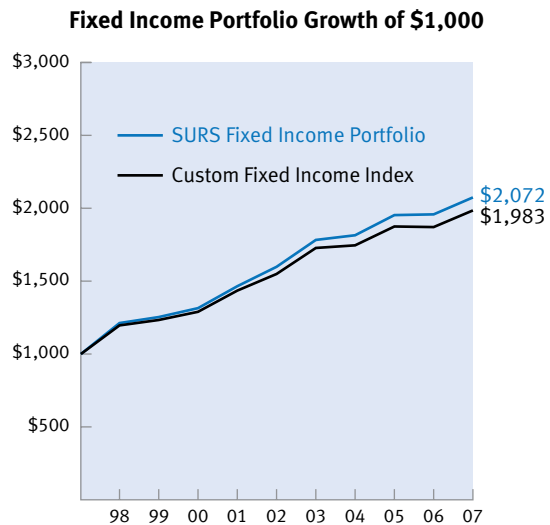 Fixed Income Portfolio Growth of $1,000
$3,000
$2,500
SURS Fixed Income Portfolio
Custom Fixed Income Index
$2,000
$2,072
$1,983
$1,500
$1,000
$500
98 99 00 01 02 03 04 05 06 07